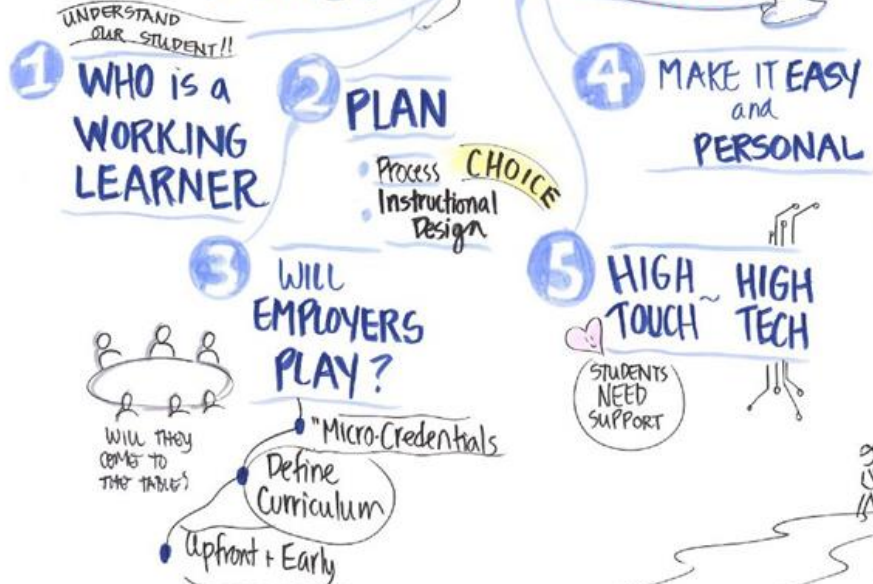 UNDERSTAND
OUR STUDENT!!
1
WHO is a
WORKING
LEARNER
2
PLAN
Process
Instructional
Design
CHOICE
3
WILL
EMPLOYERS
PLAY?
WILL THEY
COME TO
THE TABLE?
"Micro-Credentials
Define
Curriculum
Upfront + Early
4
MAKE IT EASY
and
PERSONAL
5
HIGH ~ HIGH
TOUCH TECH
STUDENTS
NEED
SUPPORT